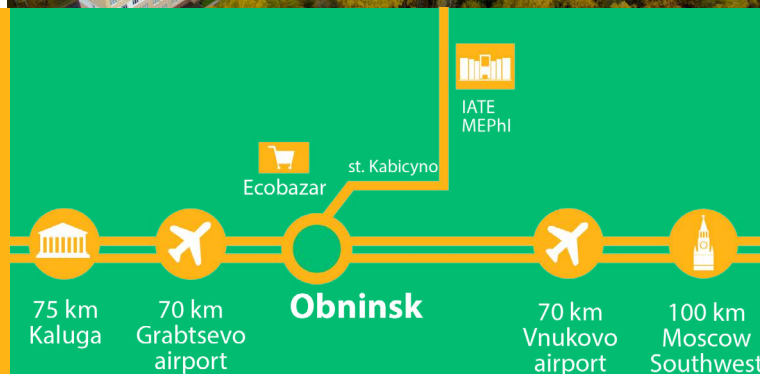 IATE
MEPhI
st. Kabicyno
Ecobazar
Obninsk
75 km
Kaluga
70 km
Grabtsevo
airport
70 km
Vnukovo
airport
100 km
Moscow
Southwest